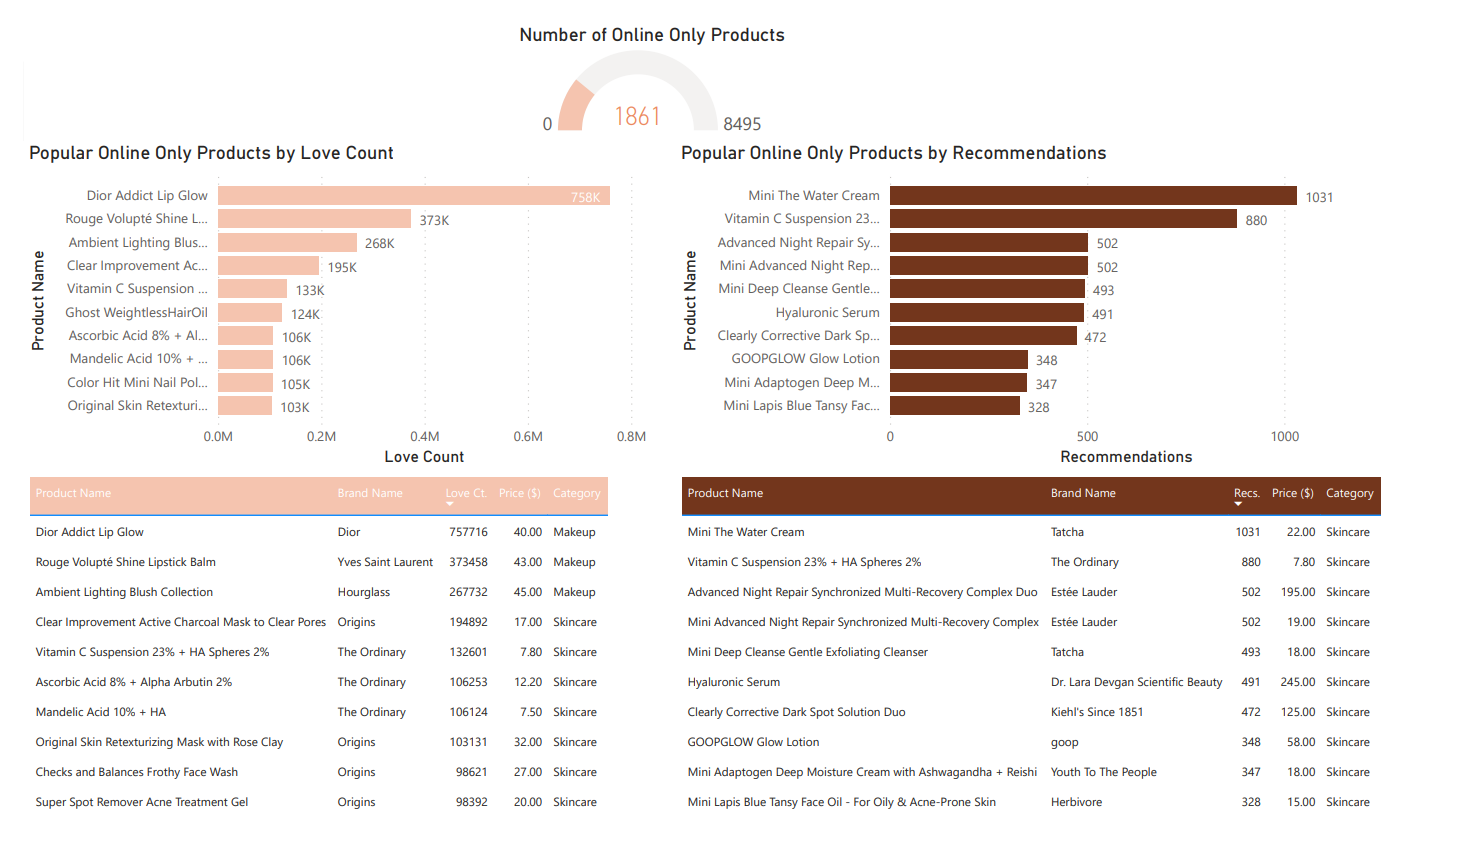 Number of Online Only Products
0
1861
8495
Popular Online Only Products by Love Count
Product Name
Dior Addict Lip Glow 758K
Rouge Volupté Shine L... 373K
Ambient Lighting Blus... 268K
Clear Improvement Ac... 195K
Vitamin C Suspension ... 133K
Ghost WeightlessHairOil 124K
Ascorbic Acid 8% + Al... 106K
Mandelic Acid 10% + ... 106K
Color Hit Mini Nail Pol... 105K
Original Skin Retexturi... 103K
0.0M 0.2M 0.4M 0.6M 0.8M
Love Count
Popular Online Only Products by Recommendations
Product Name
Mini The Water Cream 1031
Vitamin C Suspension 23... 880
Advanced Night Repair Sy... 502
Mini Advanced Night Rep... 502
Mini Deep Cleanse Gentle... 493
Hyaluronic Serum 491
Clearly Corrective Dark Sp... 472
GOOPGLOW Glow Lotion 348
Mini Adaptogen Deep M... 347
Mini Lapis Blue Tansy Fac... 328
0 500 1000
Recommendations
Product Name Brand Name Love Ct. Price ($) Category
Dior Addict Lip Glow Dior 757716 40.00 Makeup
Rouge Volupté Shine Lipstick Balm Yves Saint Laurent 373458 43.00 Makeup
Ambient Lighting Blush Collection Hourglass 267732 45.00 Makeup
Clear Improvement Active Charcoal Mask to Clear Pores Origins 194892 17.00 Skincare
Vitamin C Suspension 23% + HA Spheres 2% The Ordinary 132601 7.80 Skincare
Ascorbic Acid 8% + Alpha Arbutin 2% The Ordinary 106253 12.20 Skincare
Mandelic Acid 10% + HA The Ordinary 106124 7.50 Skincare
Original Skin Retexturizing Mask with Rose Clay Origins 103131 32.00 Skincare
Checks and Balances Frothy Face Wash Origins 98621 27.00 Skincare
Super Spot Remover Acne Treatment Gel Origins 98392 20.00 Skincare
Product Name Brand Name Recs. Price ($) Category
Mini The Water Cream Tatcha 1031 22.00 Skincare
Vitamin C Suspension 23% + HA Spheres 2% The Ordinary 880 7.80 Skincare
Advanced Night Repair Synchronized Multi-Recovery Complex Duo Estée Lauder 502 195.00 Skincare
Mini Advanced Night Repair Synchronized Multi-Recovery Complex Estée Lauder 502 19.00 Skincare
Mini Deep Cleanse Gentle Exfoliating Cleanser Tatcha 493 18.00 Skincare
Hyaluronic Serum Dr. Lara Devgan Scientific Beauty 491 245.00 Skincare
Clearly Corrective Dark Spot Solution Duo Kiehl's Since 1851 472 125.00 Skincare
GOOPGLOW Glow Lotion goop 348 58.00 Skincare
Mini Adaptogen Deep Moisture Cream with Ashwagandha + Reishi Youth To The People 347 18.00 Skincare
Mini Lapis Blue Tansy Face Oil - For Oily & Acne-Prone Skin Herbivore 328 15.00 Skincare